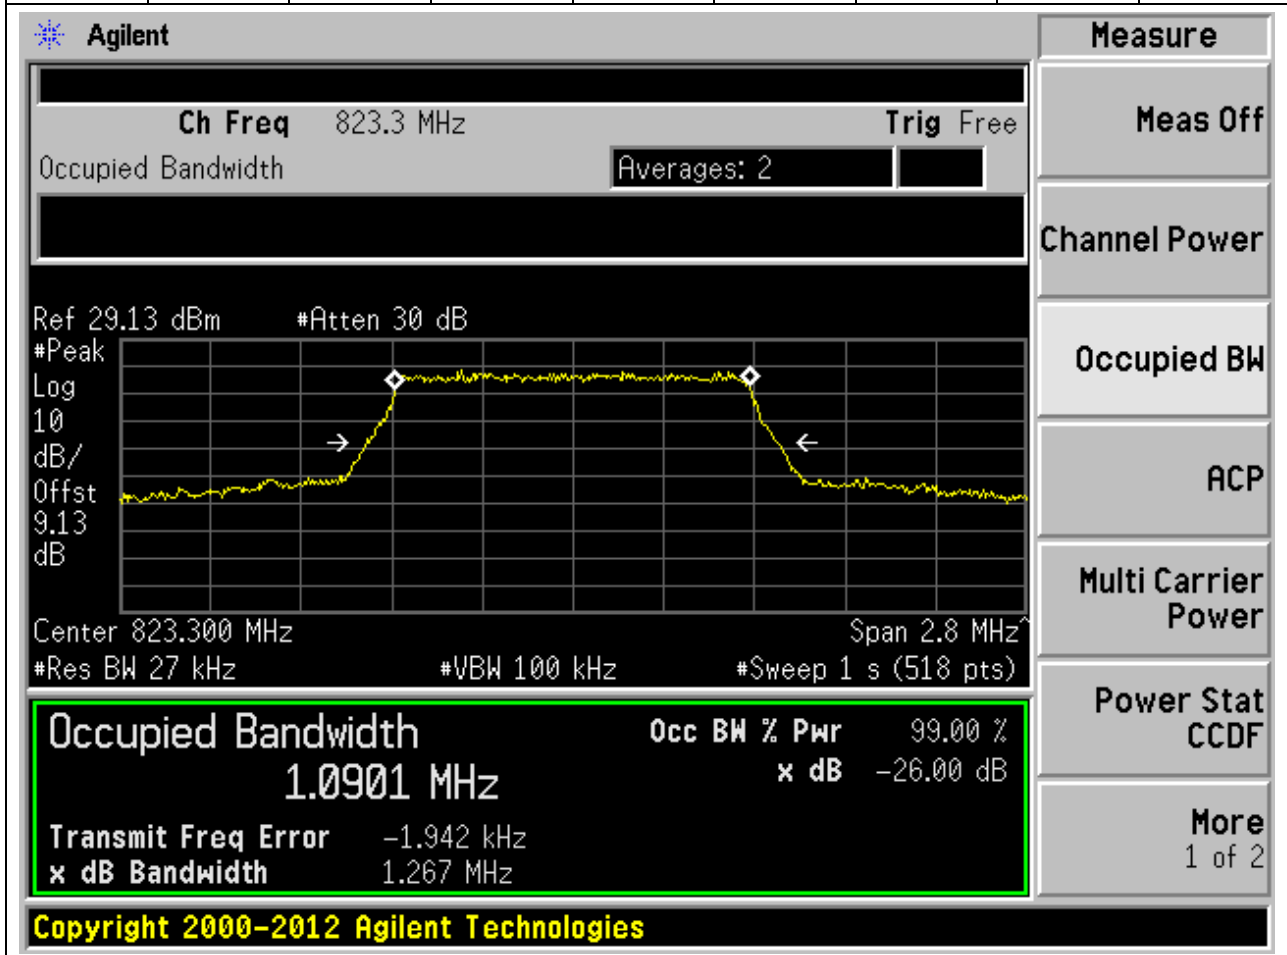 Agilent
Measure
Ch Freq 823.3 MHz Trig Free
Meas Off
Occupied Bandwidth Averages: 2
Channel Power
Ref 29.13 dBm #Atten 30 dB
#Peak
Log
10
dB/
Offst
9.13
dB
Occupied BW
ACP
Center 823.300 MHz Span 2.8 MHz^
#Res BW 27 kHz #VBW 100 kHz #Sweep 1 s (518 pts)
Multi Carrier
Power
Occupied Bandwidth Occ BW % Pwr 99.00 %
1.0901 MHz x dB -26.00 dB
Transmit Freq Error -1.942 kHz
x dB Bandwidth 1.267 MHz
Power Stat
CCDF
More
1 of 2
Copyright 2000-2012 Agilent Technologies